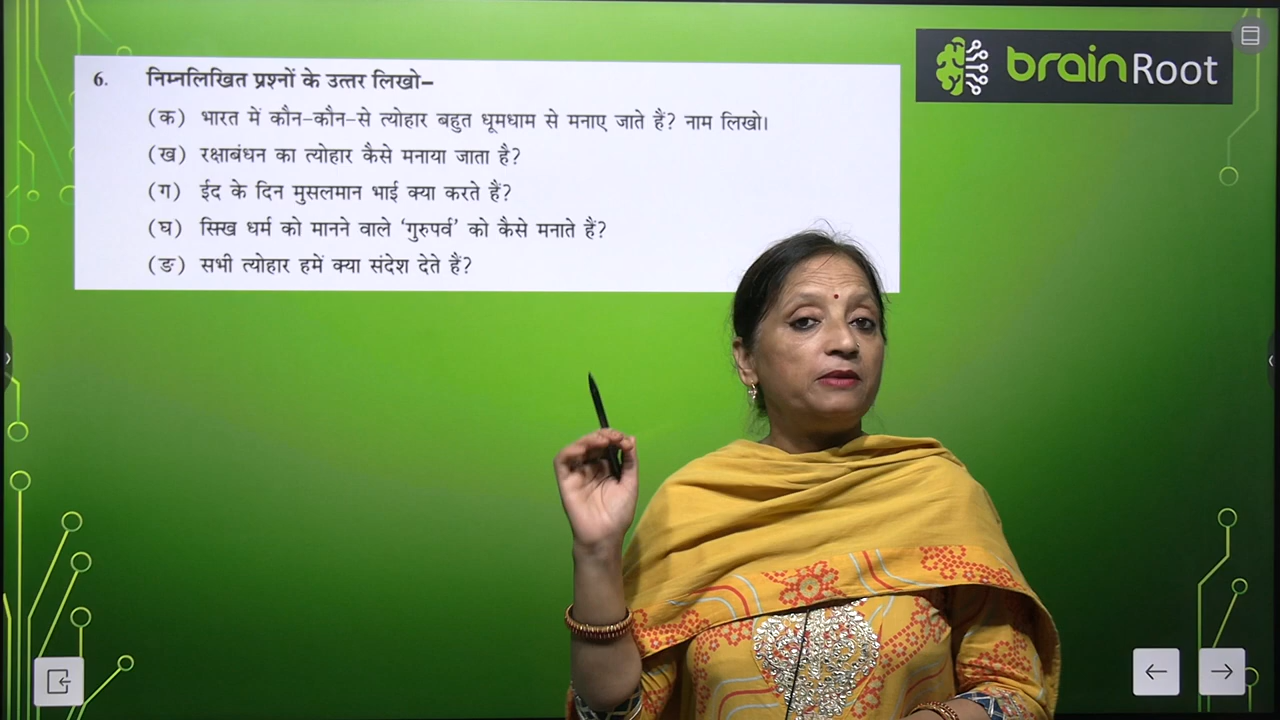 brainRoot
6. निम्नलिखित प्रश्नों के उत्तर लिखो–
(क) भारत में कौन-कौन-से त्योहार बहुत धूमधाम से मनाए जाते हैं? नाम लिखो।
(ख) रक्षाबंधन का त्योहार कैसे मनाया जाता है?
(ग) ईद के दिन मुसलमान भाई क्या करते हैं?
(घ) सिख धर्म को मानने वाले ‘गुरुपर्व’ को कैसे मनाते हैं?
(ङ) सभी त्योहार हमें क्या संदेश देते हैं?